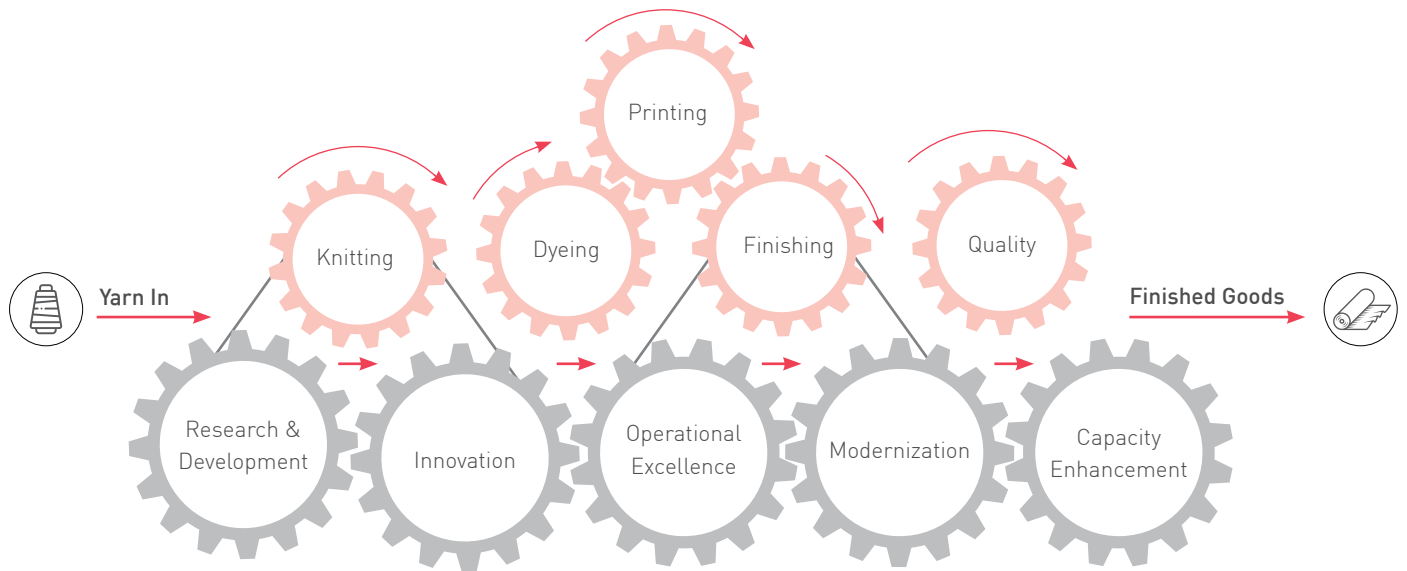 Printing
Knitting
Dyeing
Finishing
Quality
Yarn In
Finished Goods
Research &
Development
Innovation
Operational
Excellence
Modernization
Capacity
Enhancement